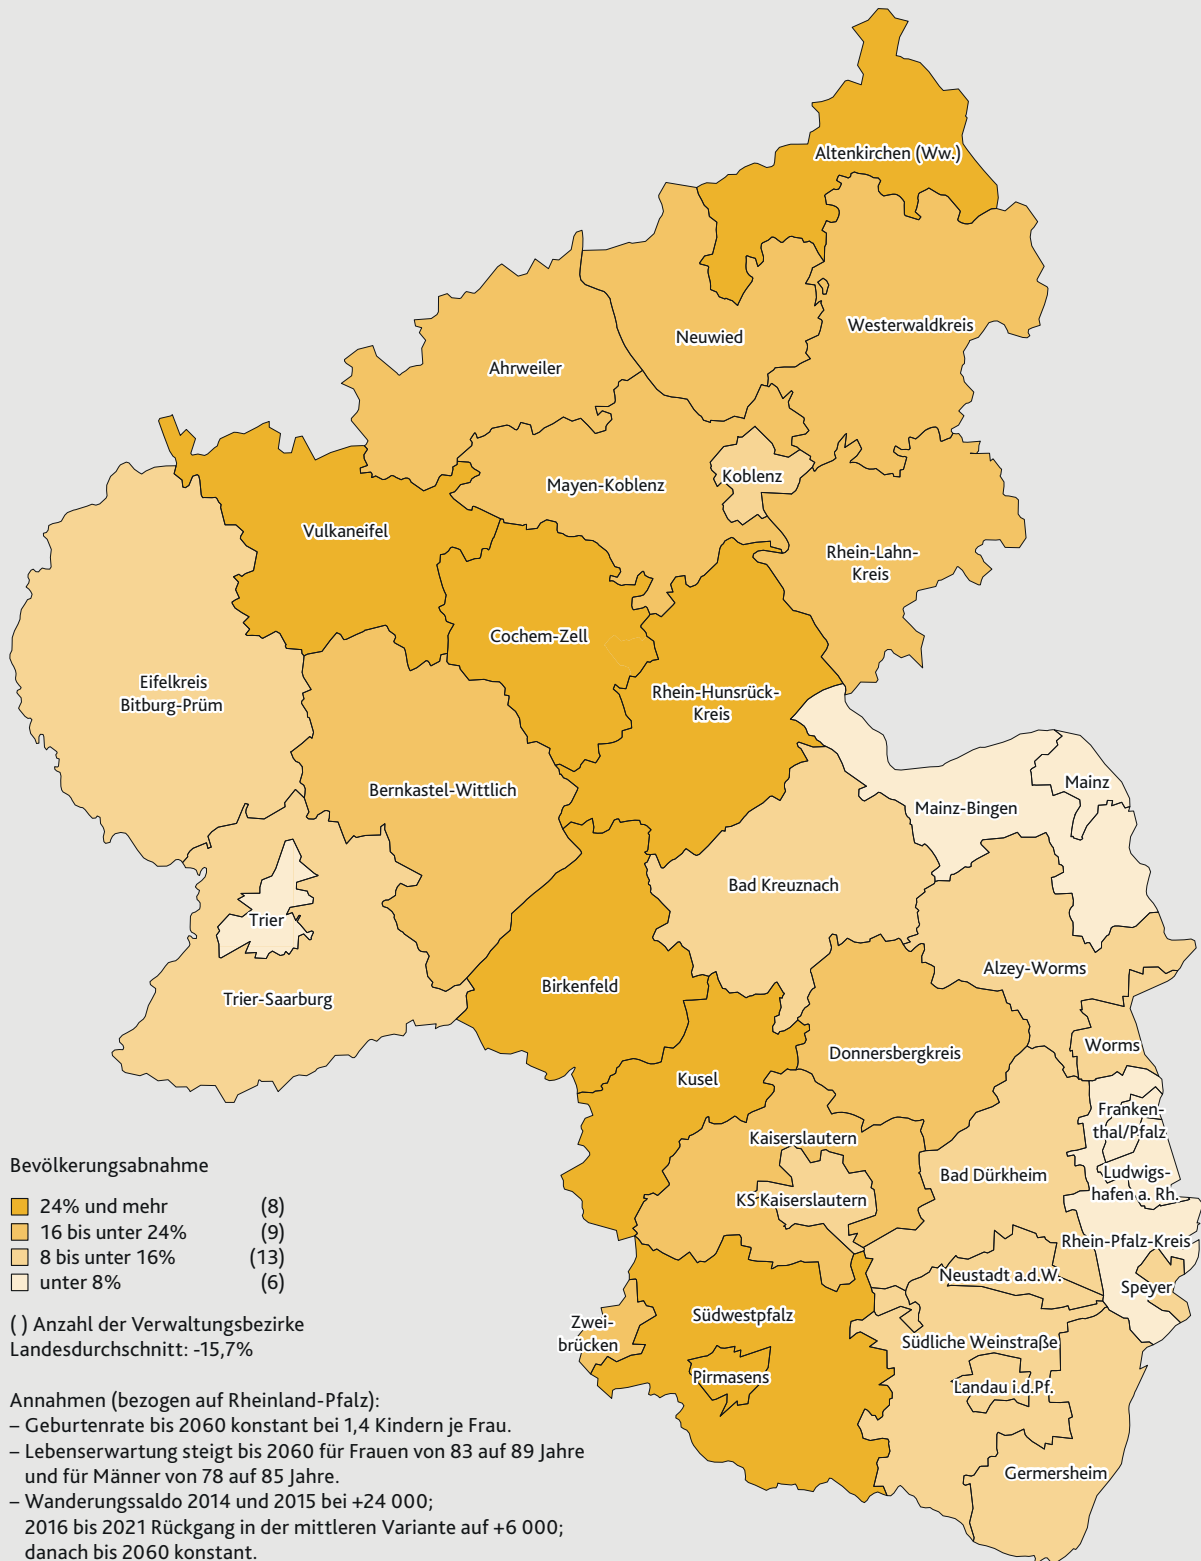 Altenkirchen (Ww.)
Westerwaldkreis
Neuwied
Ahrweiler
Koblenz
Mayen-Koblenz
Vulkaneifel
Rhein-Lahn-
Kreis
Cochem-Zell
Eifelkreis
Bitburg-Prüm
Rhein-Hunsrück-
Kreis
Mainz
Bernkastel-Wittlich
Mainz-Bingen
Bad Kreuznach
Trier
Alzey-Worms
Birkenfeld
Trier-Saarburg
Worms
Donnersbergkreis
Kusel
Franken-
thal/Pfalz
Kaiserslautern
Ludwigs-
hafen a. Rh.
Bad Dürkheim
KS Kaiserslautern
Rhein-Pfalz-Kreis
Neustadt a.d.W.
Speyer
Südwestpfalz
Zwei-
brücken
Südliche Weinstraße
Pirmasens
Landau i.d.Pf.
Germersheim
Bevölkerungsabnahme
24% und mehr (8)
16 bis unter 24% (9)
8 bis unter 16% (13)
unter 8% (6)
( ) Anzahl der Verwaltungsbezirke
Landesdurchschnitt: -15,7%
Annahmen (bezogen auf Rheinland-Pfalz):
– Geburtenrate bis 2060 konstant bei 1,4 Kindern je Frau.
– Lebenserwartung steigt bis 2060 für Frauen von 83 auf 89 Jahre
und für Männer von 78 auf 85 Jahre.
– Wanderungssaldo 2014 und 2015 bei +24 000;
2016 bis 2021 Rückgang in der mittleren Variante auf +6 000;
danach bis 2060 konstant.